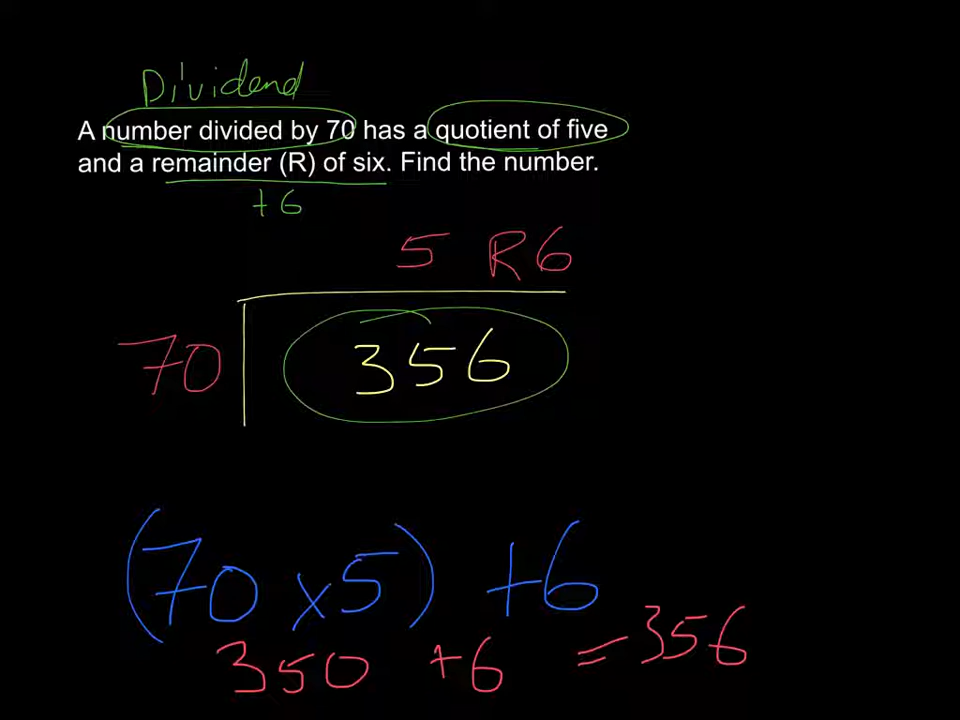 Dividend
A number divided by 70 has a quotient of five
and a remainder (R) of six. Find the number.
+6
5 R6
70 356
(70 x 5) +6
350 +6 = 356